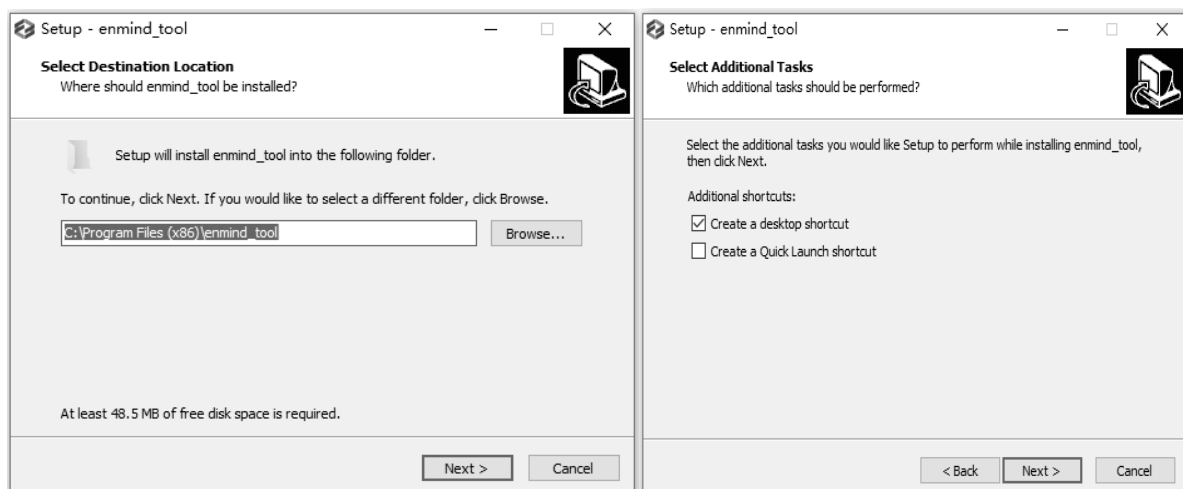 Setup - enmind_tool
Select Destination Location
Where should enmind_tool be installed?
Setup will install enmind_tool into the following folder.
To continue, click Next. If you would like to select a different folder, click Browse.
C:\Program Files (x86)\enmind_tool
Browse...
At least 48.5 MB of free disk space is required.
Next >
Cancel
Setup - enmind_tool
Select Additional Tasks
Which additional tasks should be performed?
Select the additional tasks you would like Setup to perform while installing enmind_tool,
then click Next.
Additional shortcuts:
Create a desktop shortcut
Create a Quick Launch shortcut
< Back
Next >
Cancel